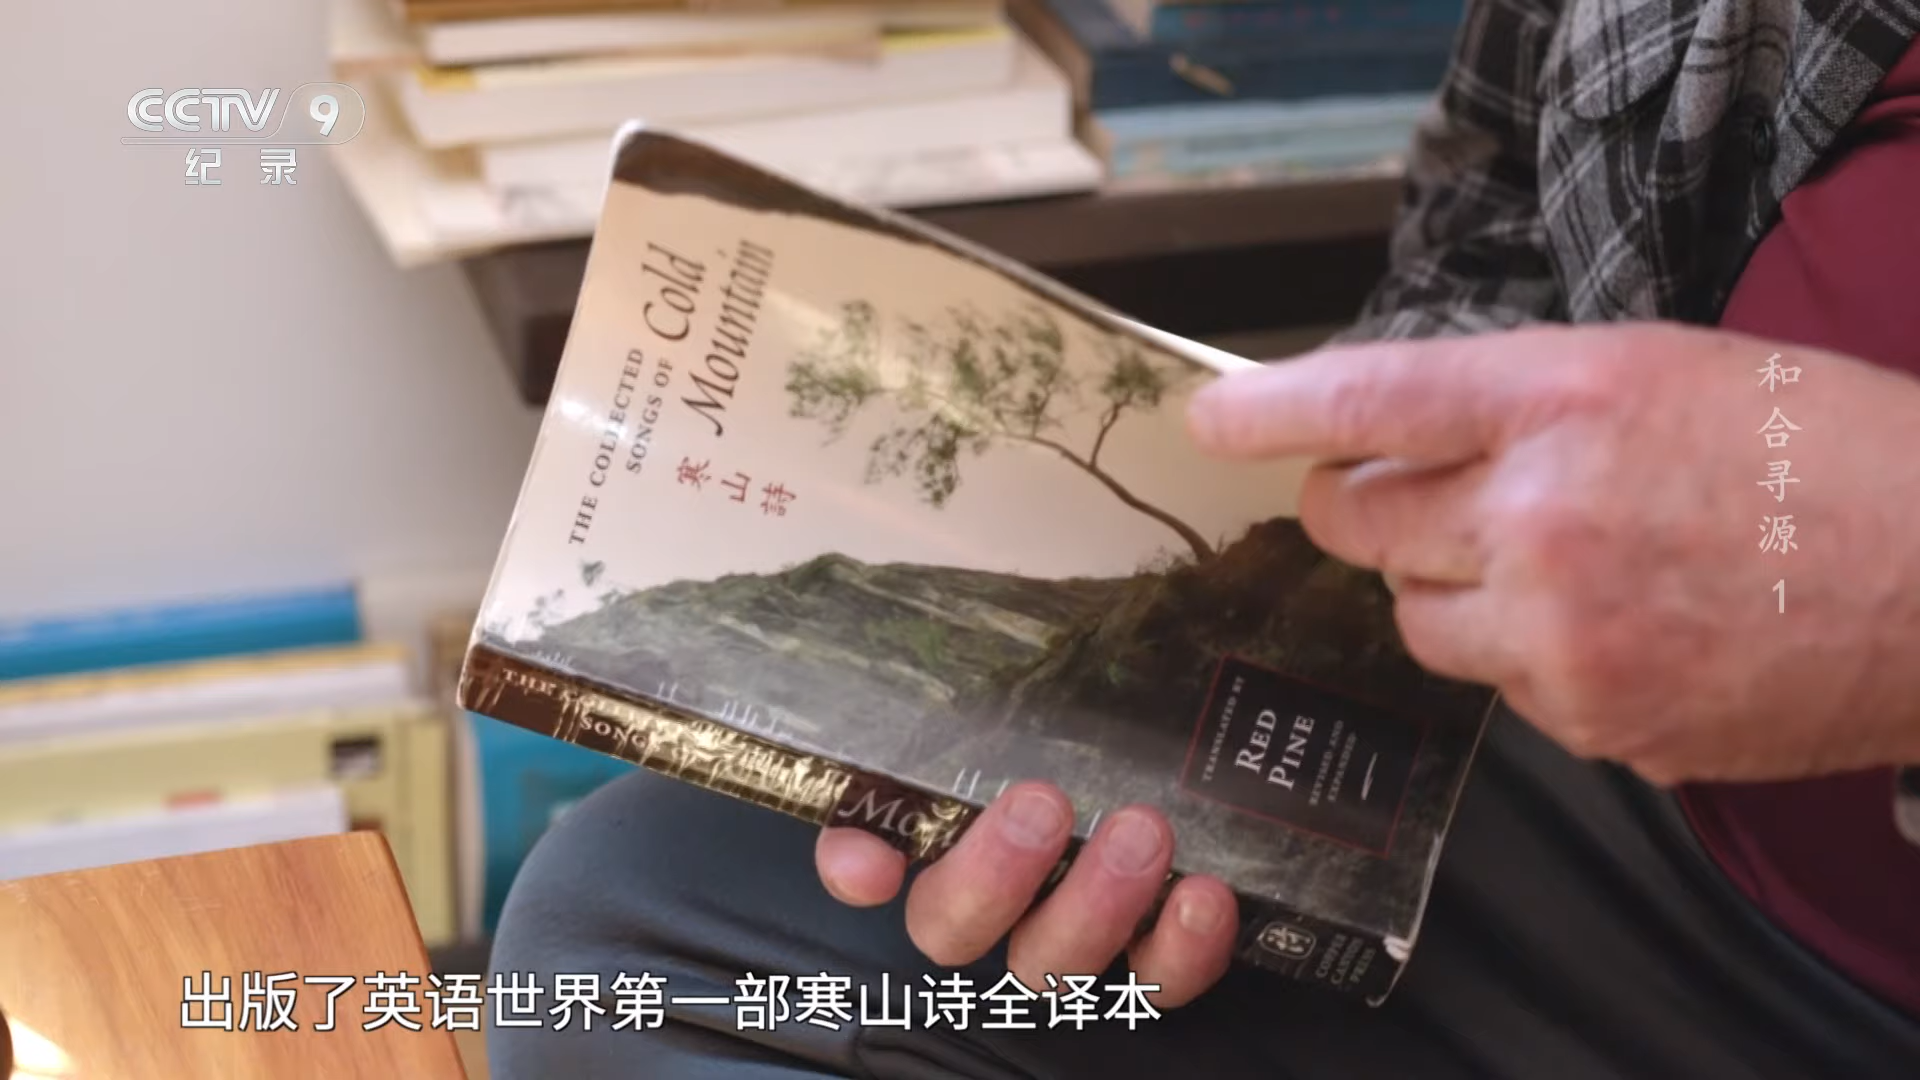 CCTV 9
纪录
THE COLLECTED
SONGS OF Cold
Mountain
寒山詩
TRANSLATED BY
RED
PINE
REVISED AND
EXPANDED
SONGS
COPPER
CANYON
PRESS
和合寻源 1
出版了英语世界第一部寒山诗全译本